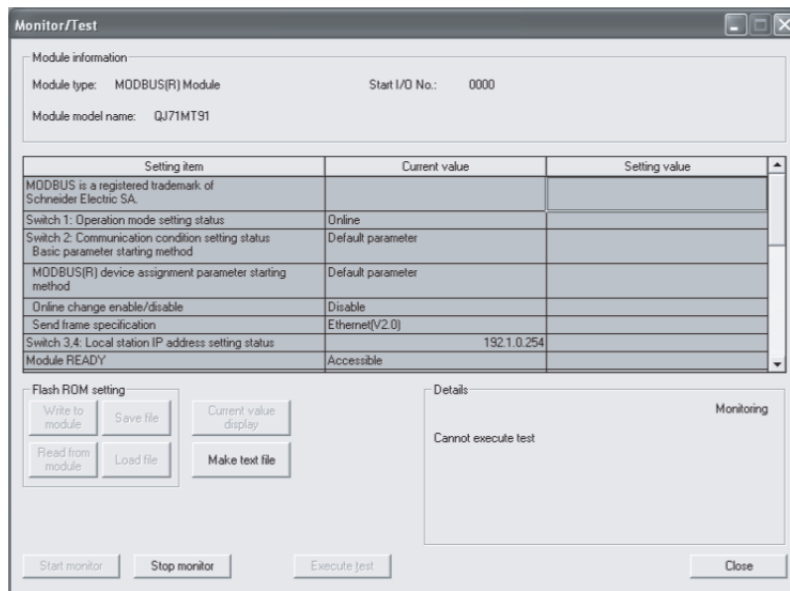 Monitor/Test
Module information
Module type: MODBUS(R) Module Start I/O No.: 0000
Module model name: QJ71MT91
Setting item Current value Setting value
MODBUS is a registered trademark of
Schneider Electric SA.
Switch 1: Operation mode setting status Online
Switch 2: Communication condition setting status Default parameter
Basic parameter starting method
MODBUS(R) device assignment parameter starting Default parameter
method
Online change enable/disable Disable
Send frame specification Ethernet(V2.0)
Switch 3,4: Local station IP address setting status 192.1.0.254
Module READY Accessible
Flash ROM setting
Write to
module
Save file
Current value
display
Read from
module
Load file
Make text file
Details
Monitoring
Cannot execute test
Start monitor Stop monitor Execute test Close